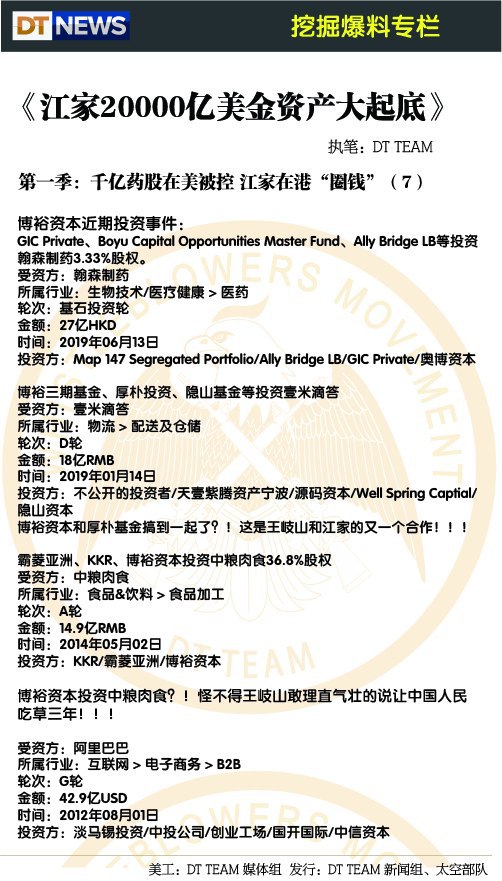 DT NEWS
挖掘爆料专栏
《江家20000亿美金资产大起底》
执笔：DT TEAM
第一季：千亿药股在美被控 江家在港“圈钱”（7）
博裕资本近期投资事件：
GIC Private、Boyu Capital Opportunities Master Fund、Ally Bridge LB等投资
翰森制药3.33%股权。
受资方：翰森制药
所属行业：生物技术/医疗健康 > 医药
轮次：基石投资轮
金额：27亿HKD
时间：2019年06月13日
投资方：Map 147 Segregated Portfolio/Ally Bridge LB/GIC Private/奥博资本
博裕三期基金、厚朴投资、隐山基金等投资壹米滴答
受资方：壹米滴答
所属行业：物流 > 配送及仓储
轮次：D轮
金额：18亿RMB
时间：2019年01月14日
投资方：不公开的投资者/天壹紫腾资产宁波/源码资本/Well Spring Captial/
隐山资本
博裕资本和厚朴基金搞到一起了？！这是王岐山和江家的又一个合作！！！
霸菱亚洲、KKR、博裕资本投资中粮肉食36.8%股权
受资方：中粮肉食
所属行业：食品&饮料 > 食品加工
轮次：A轮
金额：14.9亿RMB
时间：2014年05月02日
投资方：KKR/霸菱亚洲/博裕资本
博裕资本投资中粮肉食？！怪不得王岐山敢理直气壮的说让中国人民
吃草三年！！！
受资方：阿里巴巴
所属行业：互联网 > 电子商务 > B2B
轮次：G轮
金额：42.9亿USD
时间：2012年08月01日
投资方：淡马锡投资/中投公司/创业工场/国开国际/中信资本
WHISTLEBLOWERS MOVEMENT
DT TEAM
美工：DT TEAM 媒体组 发行：DT TEAM 新闻组、太空部队